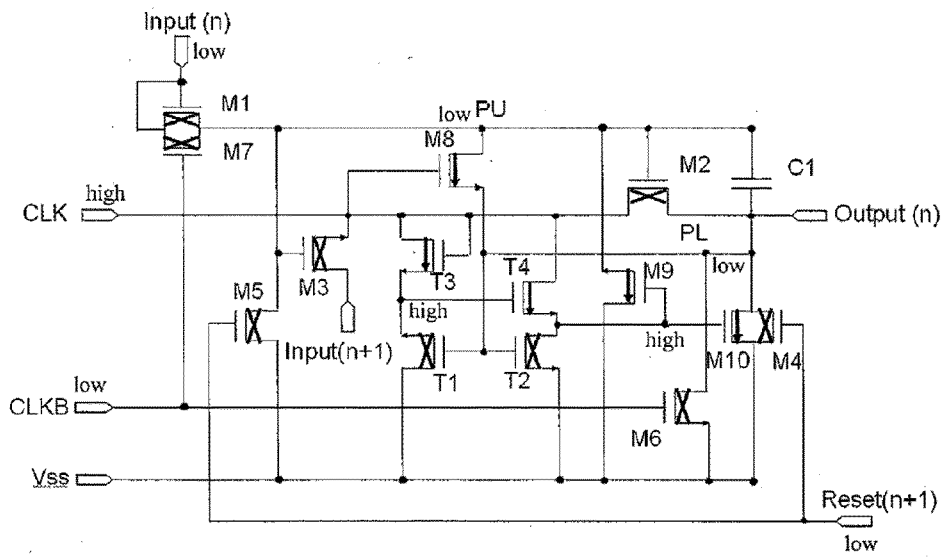 Input (n)
low
M1
M7
low PU
M8
M2
C1
high
CLK
Output (n)
PL
M3
T3
T4
M9
low
M5
high
high
Input(n+1)
T1
T2
M10
M4
low
CLKB
M6
Vss
Reset(n+1)
low